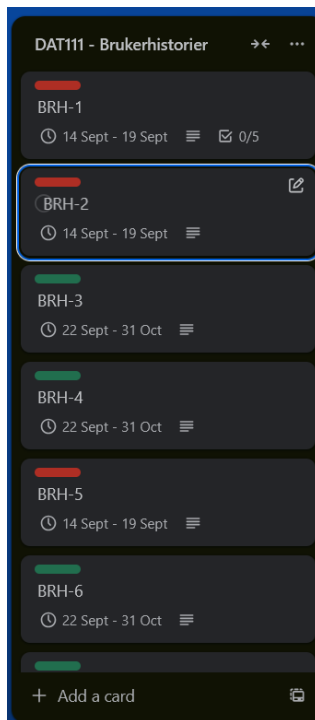 DAT111 - Brukerhistorier
BRH-1
14 Sept - 19 Sept 0/5
BRH-2
14 Sept - 19 Sept
BRH-3
22 Sept - 31 Oct
BRH-4
22 Sept - 31 Oct
BRH-5
14 Sept - 19 Sept
BRH-6
22 Sept - 31 Oct
+ Add a card